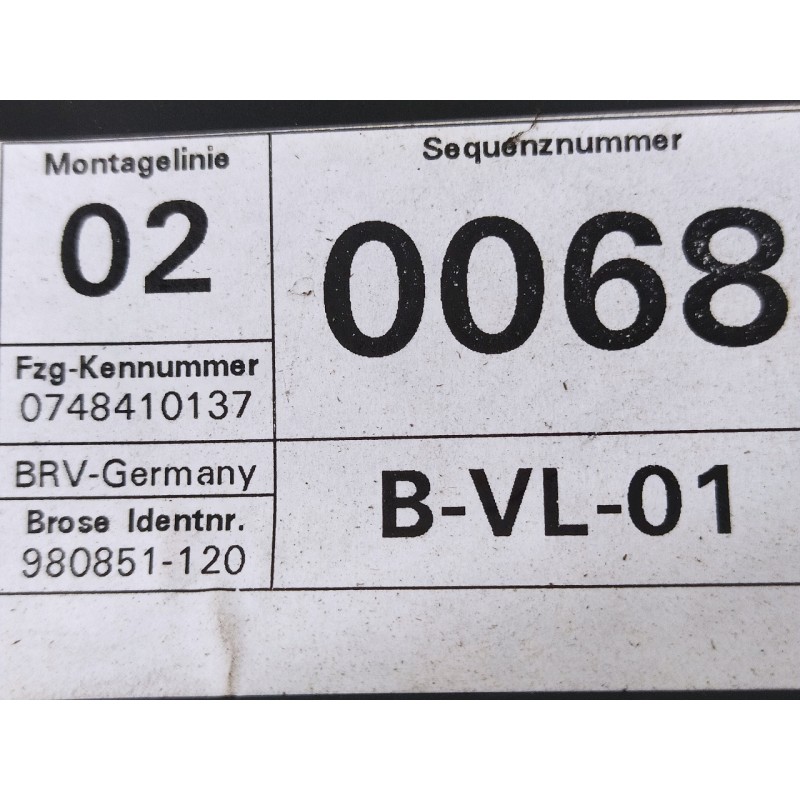 Montagelinie
02
Sequenznummer
0068
Fzg-Kennummer
0748410137
BRV-Germany
Brose Identnr.
980851-120
B-VL-01